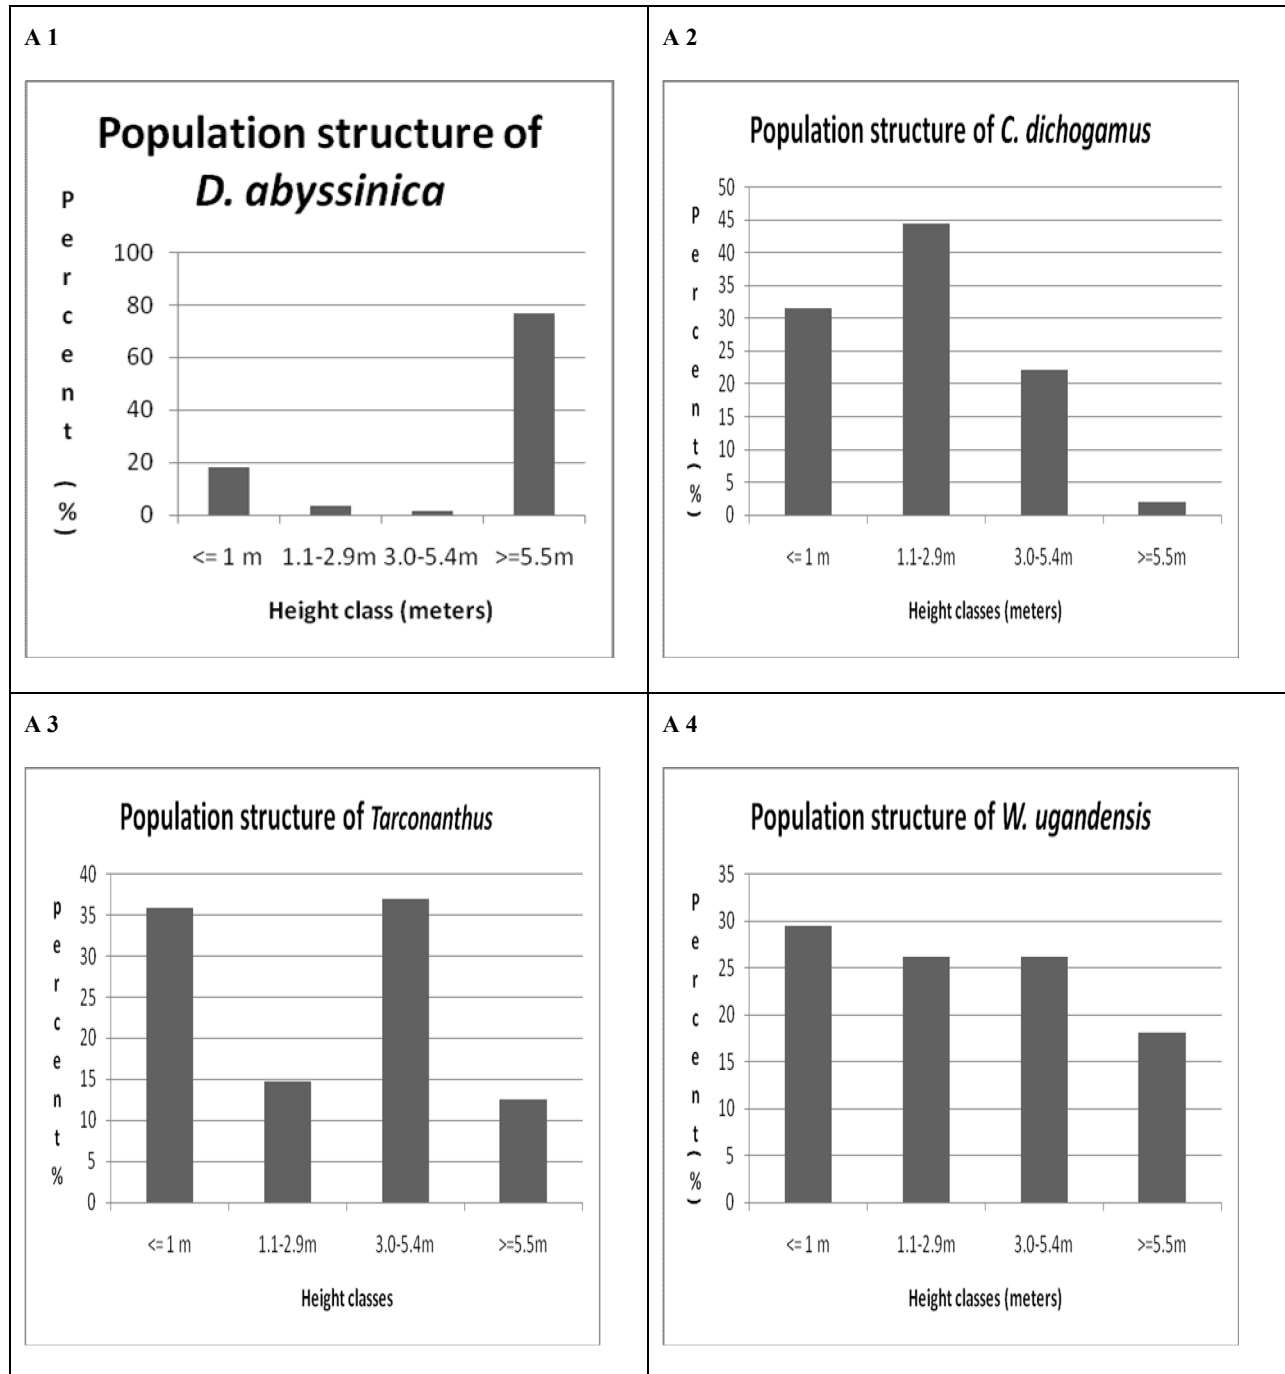 A 1
Population structure of
D. abyssinica
Percent (%)
100
80
60
40
20
0
<= 1 m 1.1-2.9m 3.0-5.4m >=5.5m
Height class (meters)
A 2
Population structure of C. dichogamus
Percent (%)
50
45
40
35
30
25
20
15
10
5
0
<= 1 m 1.1-2.9m 3.0-5.4m >=5.5m
Height classes (meters)
A 3
Population structure of Tarconanthus
percent %
40
35
30
25
20
15
10
5
0
<= 1 m 1.1-2.9m 3.0-5.4m >=5.5m
Height classes
A 4
Population structure of W. ugandensis
Percent (%)
35
30
25
20
15
10
5
0
<= 1 m 1.1-2.9m 3.0-5.4m >=5.5m
Height classes (meters)